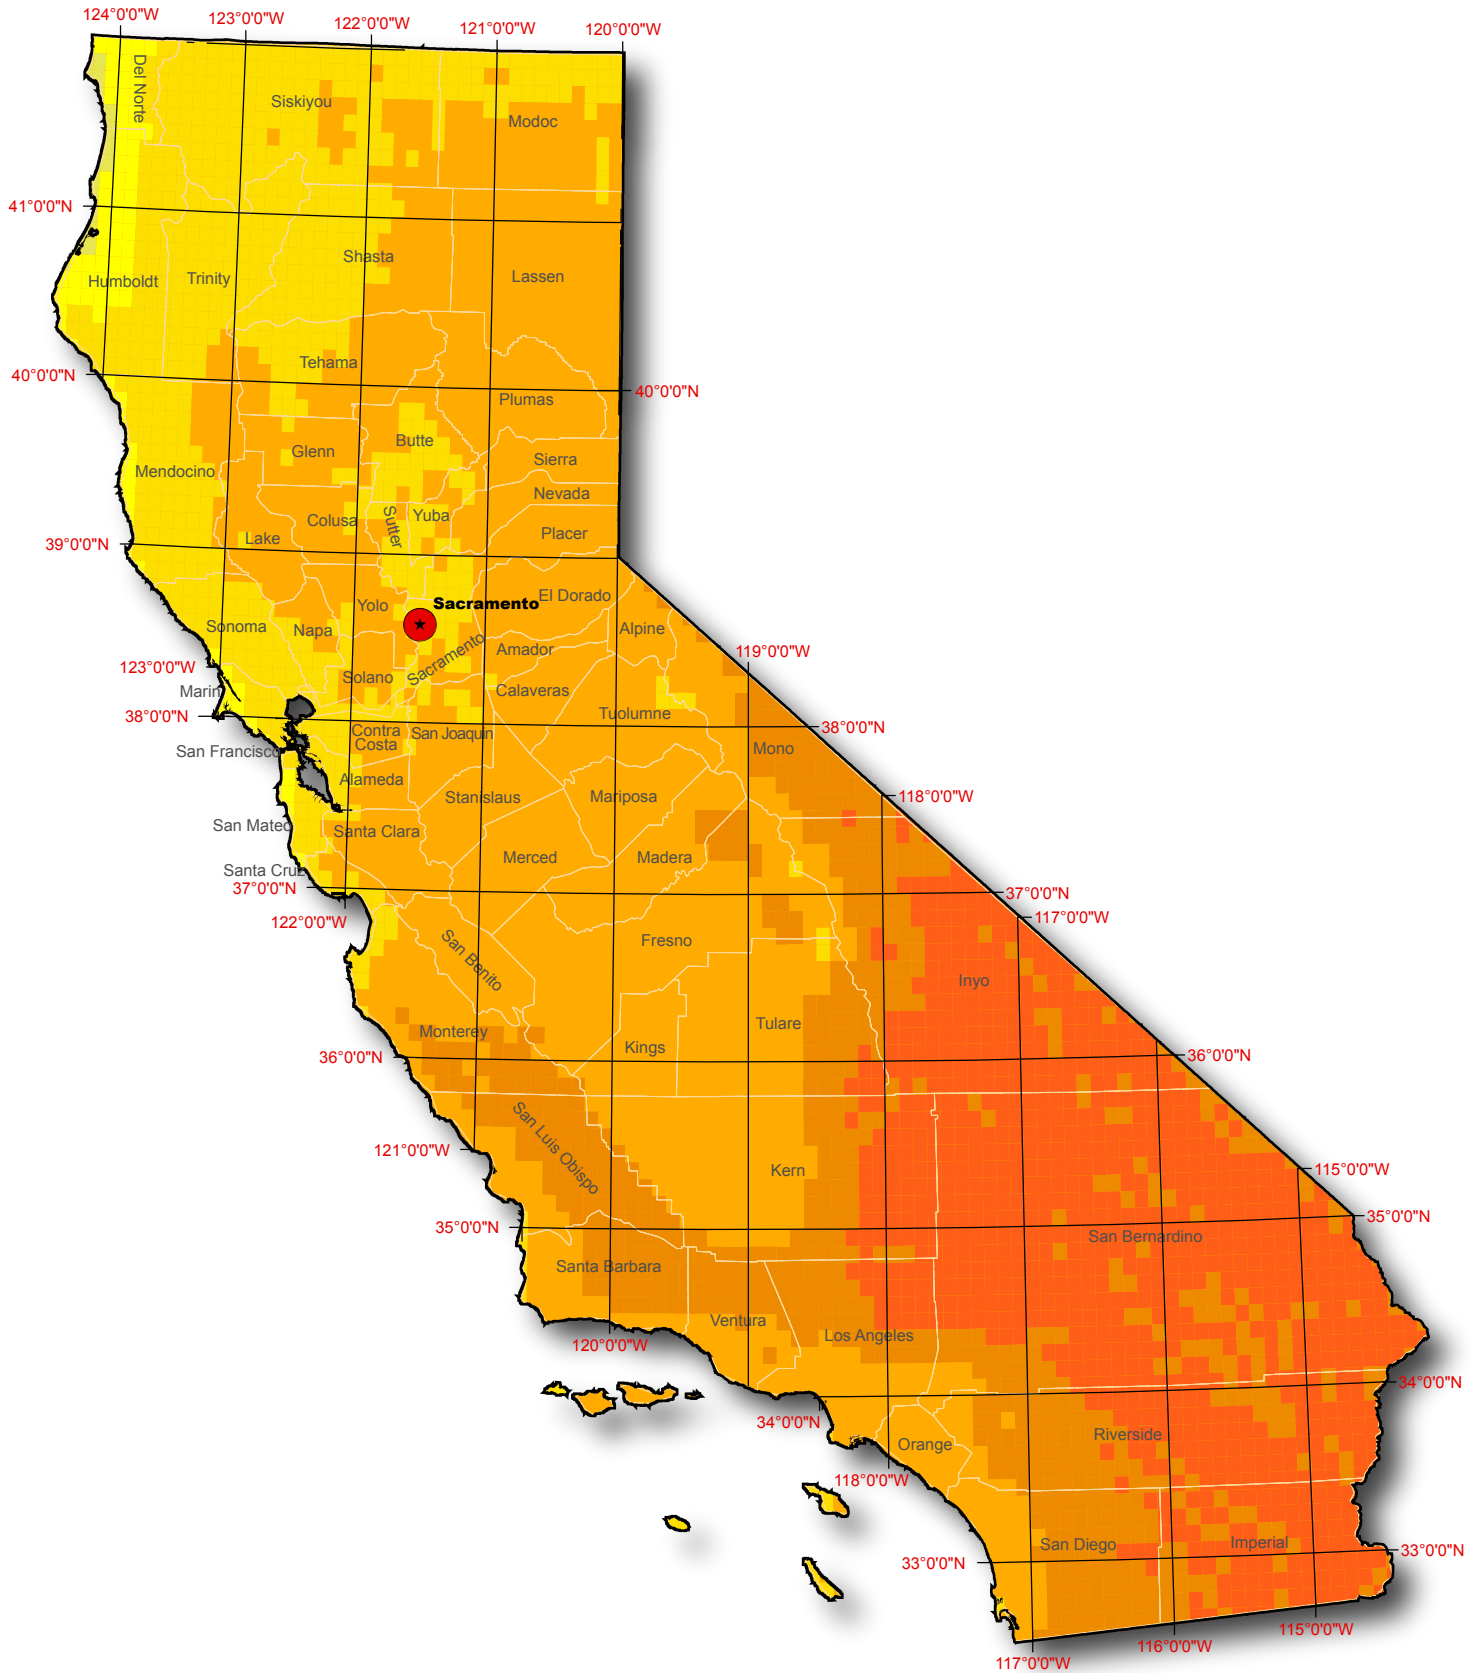 124°0'0"W
123°0'0"W
122°0'0"W
121°0'0"W
120°0'0"W
Del Norte
Siskiyou
Modoc
41°0'0"N
Shasta
Humboldt
Trinity
Lassen
Tehama
40°0'0"N
40°0'0"N
Plumas
Butte
Glenn
Sierra
Mendocino
Nevada
Colusa
Sutter
Yuba
Placer
Lake
39°0'0"N
El Dorado
Yolo
Sacramento
Sonoma
Napa
Alpine
Amador
Sacramento
119°0'0"W
123°0'0"W
Solano
Marin
Calaveras
38°0'0"N
Tuolumne
38°0'0"N
Contra
Costa
San Joaquin
San Francisco
Mono
Alameda
Stanislaus
Mariposa
118°0'0"W
San Mateo
Santa Clara
Merced
Madera
Santa Cruz
37°0'0"N
37°0'0"N
122°0'0"W
117°0'0"W
San Benito
Fresno
Inyo
Monterey
Tulare
Kings
36°0'0"N
36°0'0"N
San Luis Obispo
121°0'0"W
Kern
115°0'0"W
35°0'0"N
35°0'0"N
San Bernardino
Santa Barbara
Ventura
Los Angeles
120°0'0"W
34°0'0"N
34°0'0"N
Orange
Riverside
118°0'0"W
San Diego
Imperial
33°0'0"N
33°0'0"N
115°0'0"W
116°0'0"W
117°0'0"W